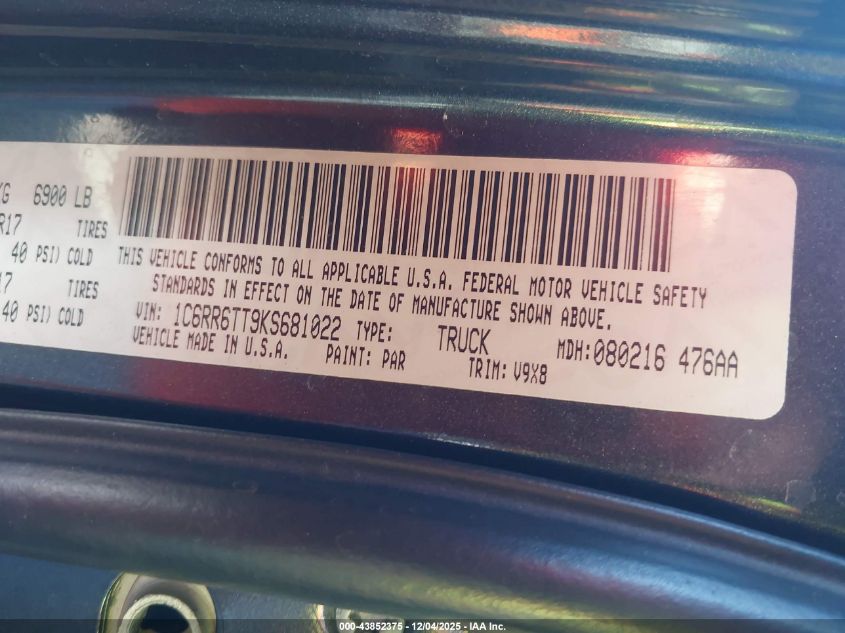 KG 6900 LB
R17 TIRES
40 PSI) COLD
17 TIRES
40 PSI) COLD
THIS VEHICLE CONFORMS TO ALL APPLICABLE U.S.A. FEDERAL MOTOR VEHICLE SAFETY
STANDARDS IN EFFECT ON THE DATE OF MANUFACTURE SHOWN ABOVE.
VIN: 1C6RR6TT9KS681022 TYPE: TRUCK MDH:080216 476AA
VEHICLE MADE IN U.S.A. PAINT: PAR TRIM: V9X8
000-43852375 - 12/04/2025 - IAA Inc.